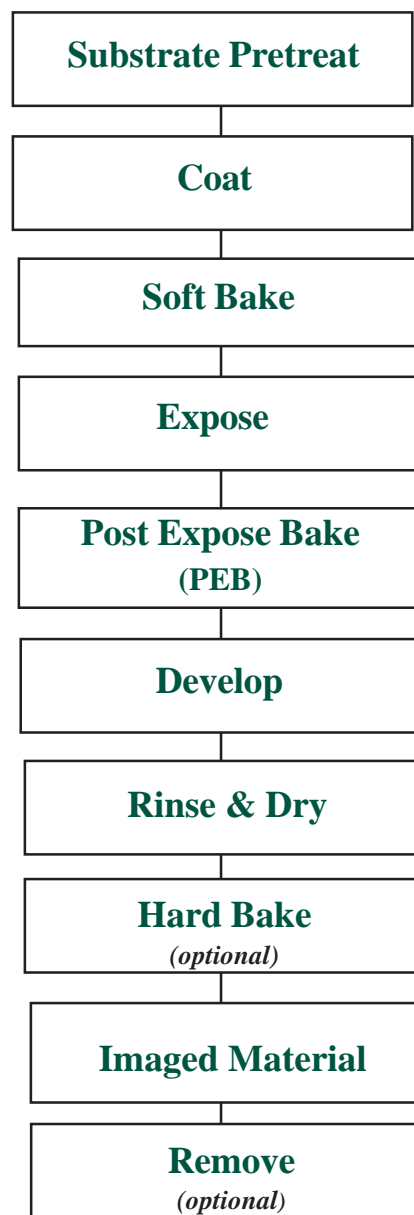 Substrate Pretreat
Coat
Soft Bake
Expose
Post Expose Bake
(PEB)
Develop
Rinse & Dry
Hard Bake
(optional)
Imaged Material
Remove
(optional)